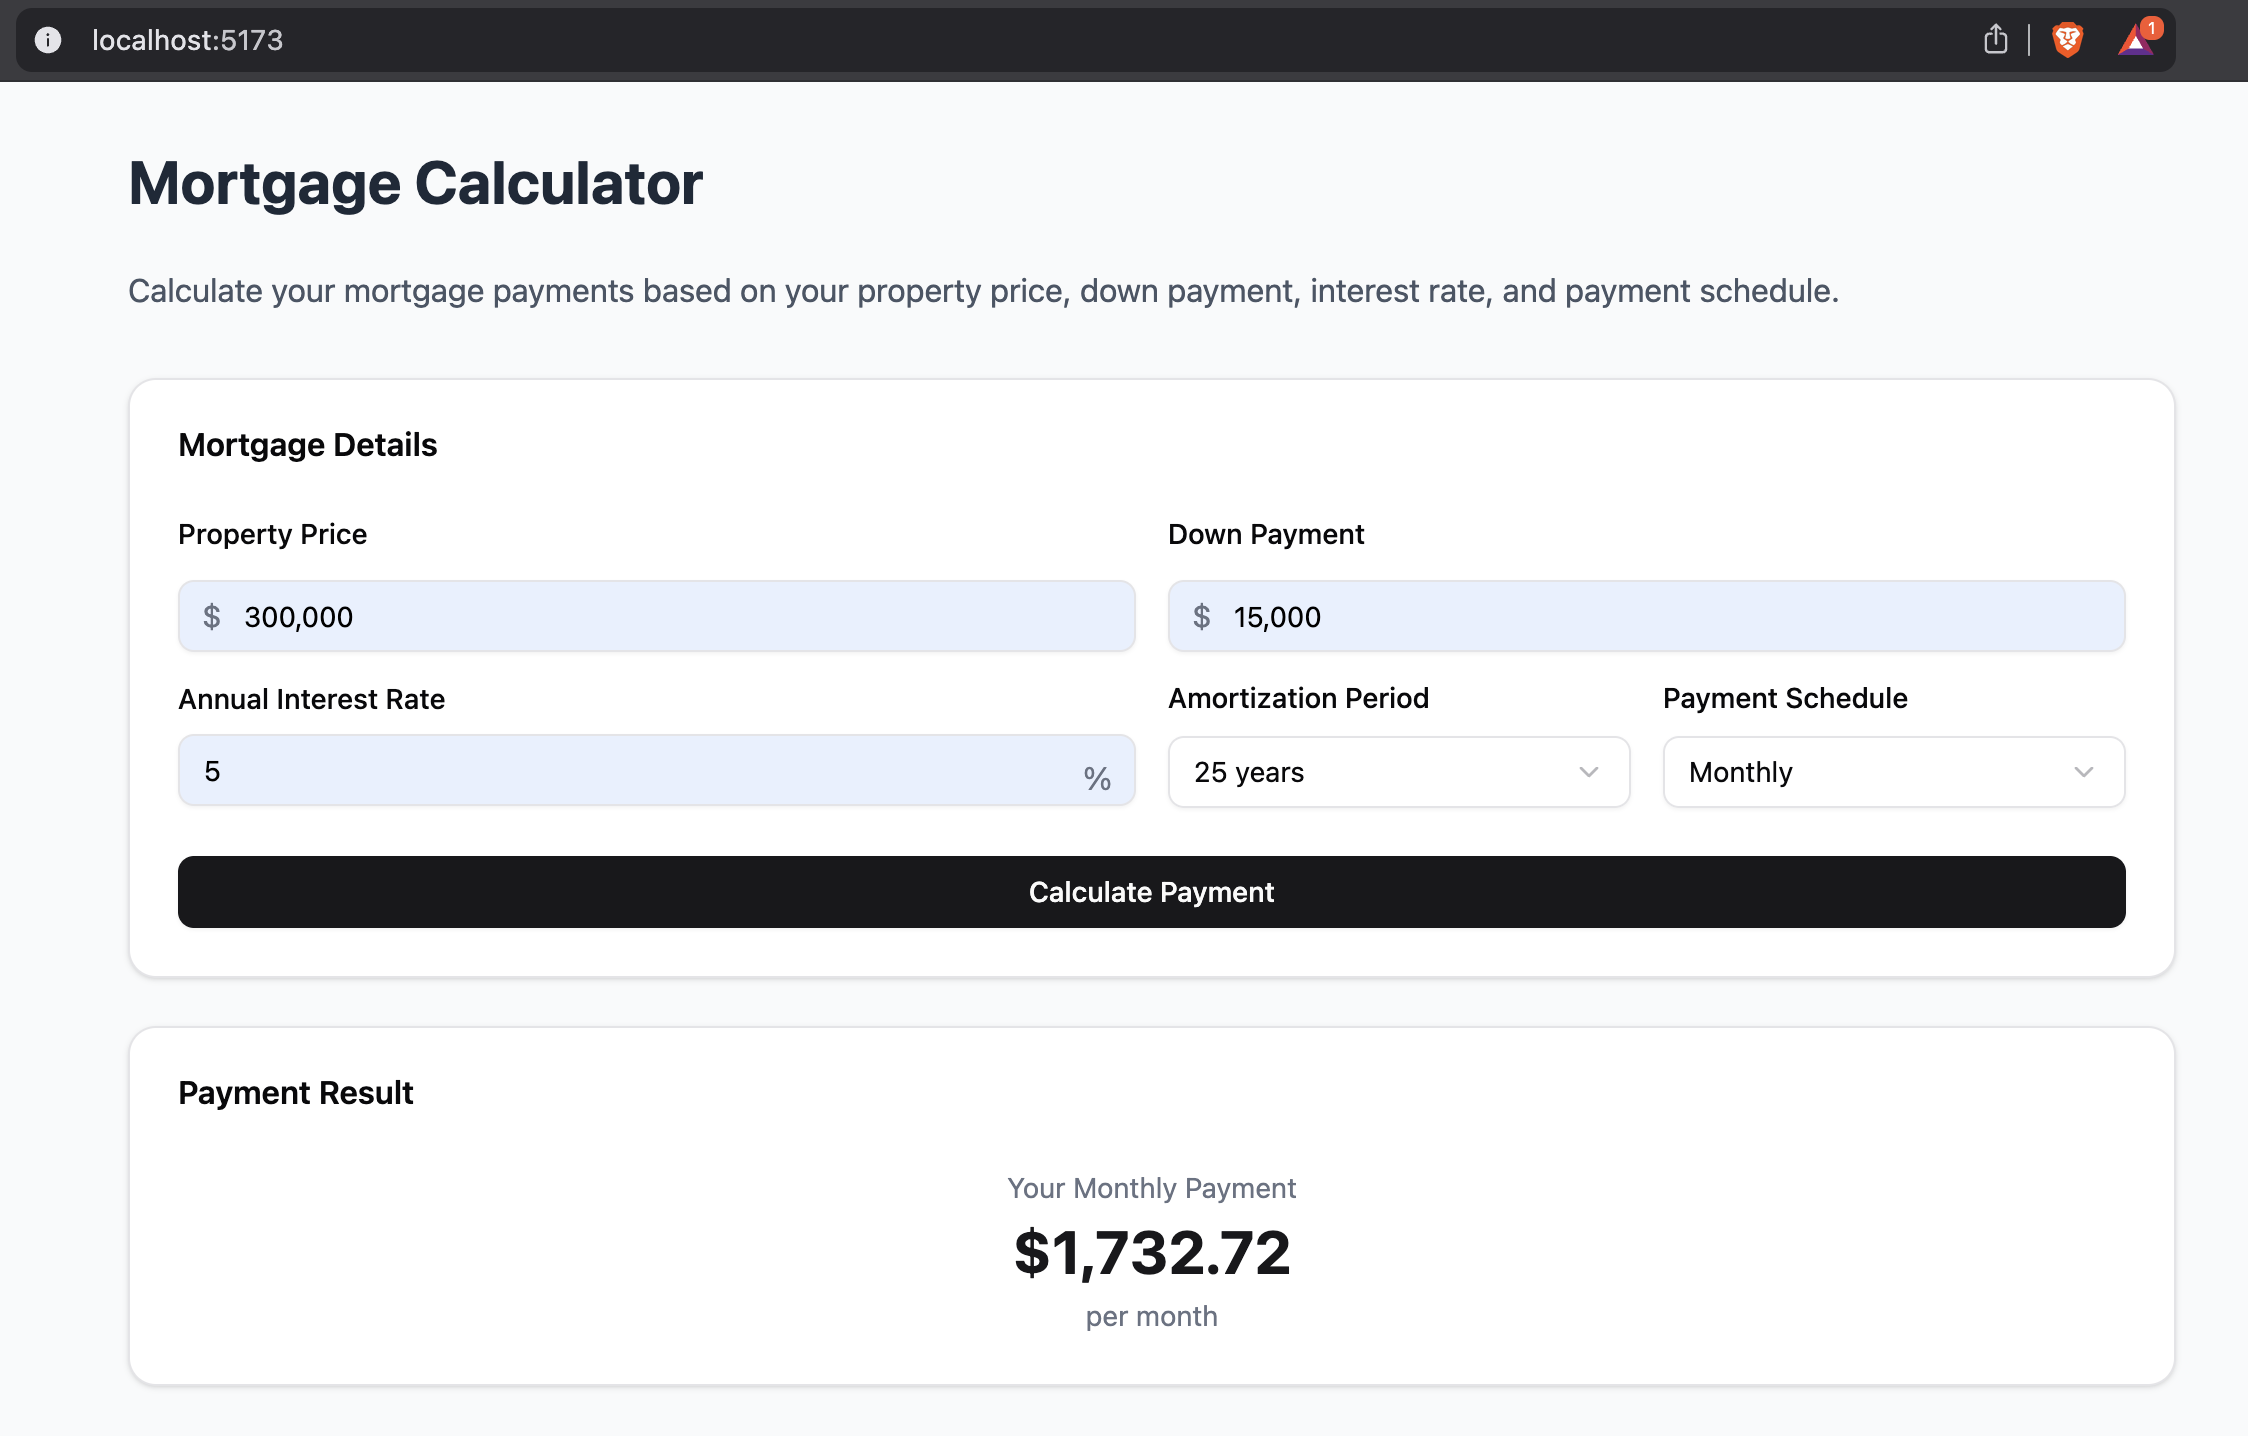 localhost:5173
1
Mortgage Calculator
Calculate your mortgage payments based on your property price, down payment, interest rate, and payment schedule.
Mortgage Details
Property Price
Down Payment
$ 300,000
$ 15,000
Annual Interest Rate
Amortization Period
Payment Schedule
5 %
25 years
Monthly
Calculate Payment
Payment Result
Your Monthly Payment
$1,732.72
per month